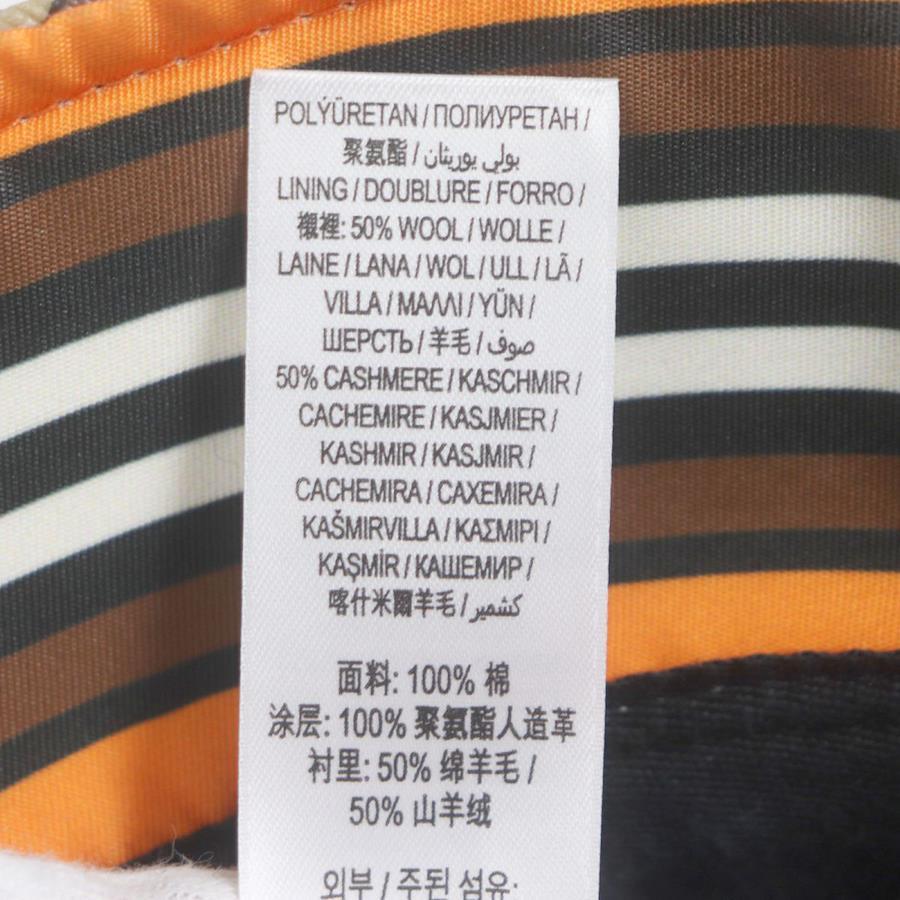 POLÝÜRETAN / ПОЛИУРЕТАН /
聚氨酯 / بولي يوريثان
LINING / DOUBLURE / FORRO /
襯裡: 50% WOOL / WOLLE /
LAINE / LANA / WOL / ULL / LÃ /
VILLA / ΜΑΛΛΙ / YÜN /
ШЕРСТЬ / 羊毛 / صوف
50% CASHMERE / KASCHMIR /
CACHEMIRE / KASJMIER /
KASHMIR / KASJMIR /
CACHEMIRA / CAXEMIRA /
KAŠMIRVILLA / ΚΑΣΜΙΡΙ /
KAŞMİR / КАШЕМИР /
喀什米爾羊毛 / كشمير
面料: 100% 棉
涂层: 100% 聚氨酯人造革
衬里: 50% 绵羊毛 /
50% 山羊绒
외부 / 주된 섬유: